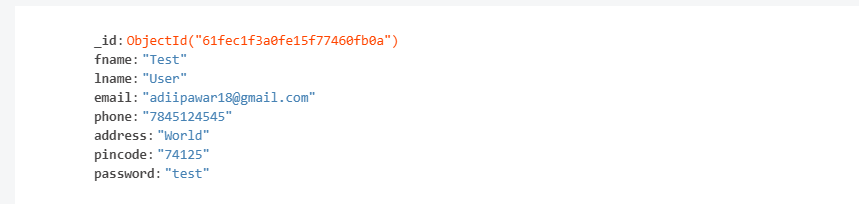 _id: ObjectId("61fec1f3a0fe15f77460fb0a")
fname: "Test"
lname: "User"
email: "adiipawar18@gmail.com"
phone: "7845124545"
address: "World"
pincode: "74125"
password: "test"